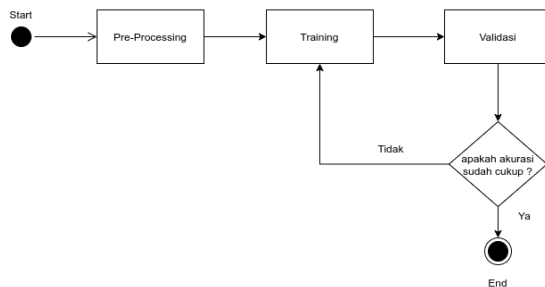 Start
Pre-Processing
Training
Validasi
Tidak
apakah akurasi
sudah cukup ?
Ya
End